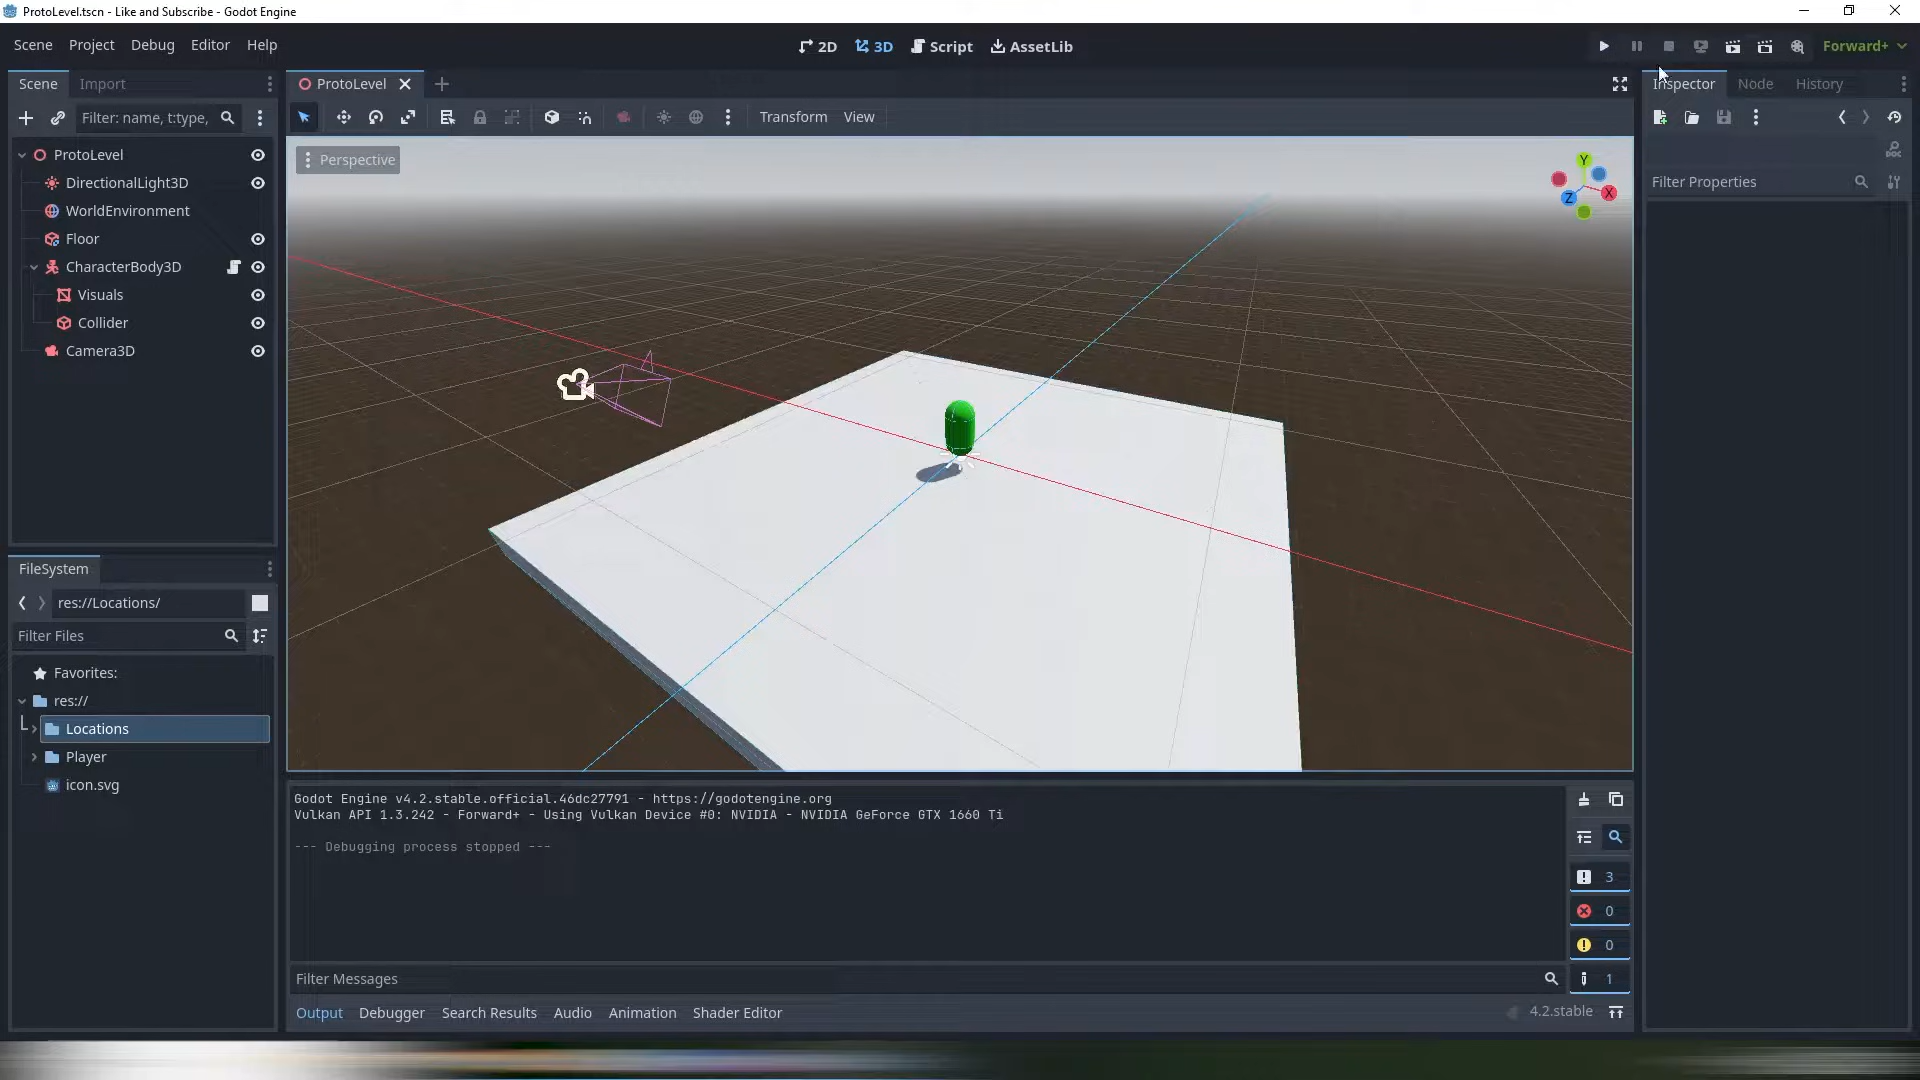 ProtoLevel.tscn - Like and Subscribe - Godot Engine
Scene Project Debug Editor Help
2D 3D Script AssetLib
Forward+
Scene Import
Filter: name, t:type,
ProtoLevel
DirectionalLight3D
WorldEnvironment
Floor
CharacterBody3D
Visuals
Collider
Camera3D
FileSystem
res://Locations/
Filter Files
Favorites:
res://
Locations
Player
icon.svg
ProtoLevel
Transform View
Perspective
Y
X
Z
Godot Engine v4.2.stable.official.46dc27791 - https://godotengine.org
Vulkan API 1.3.242 - Forward+ - Using Vulkan Device #0: NVIDIA - NVIDIA GeForce GTX 1660 Ti
--- Debugging process stopped ---
3
0
0
1
Filter Messages
Output Debugger Search Results Audio Animation Shader Editor
4.2.stable
Inspector Node History
DOC
Filter Properties